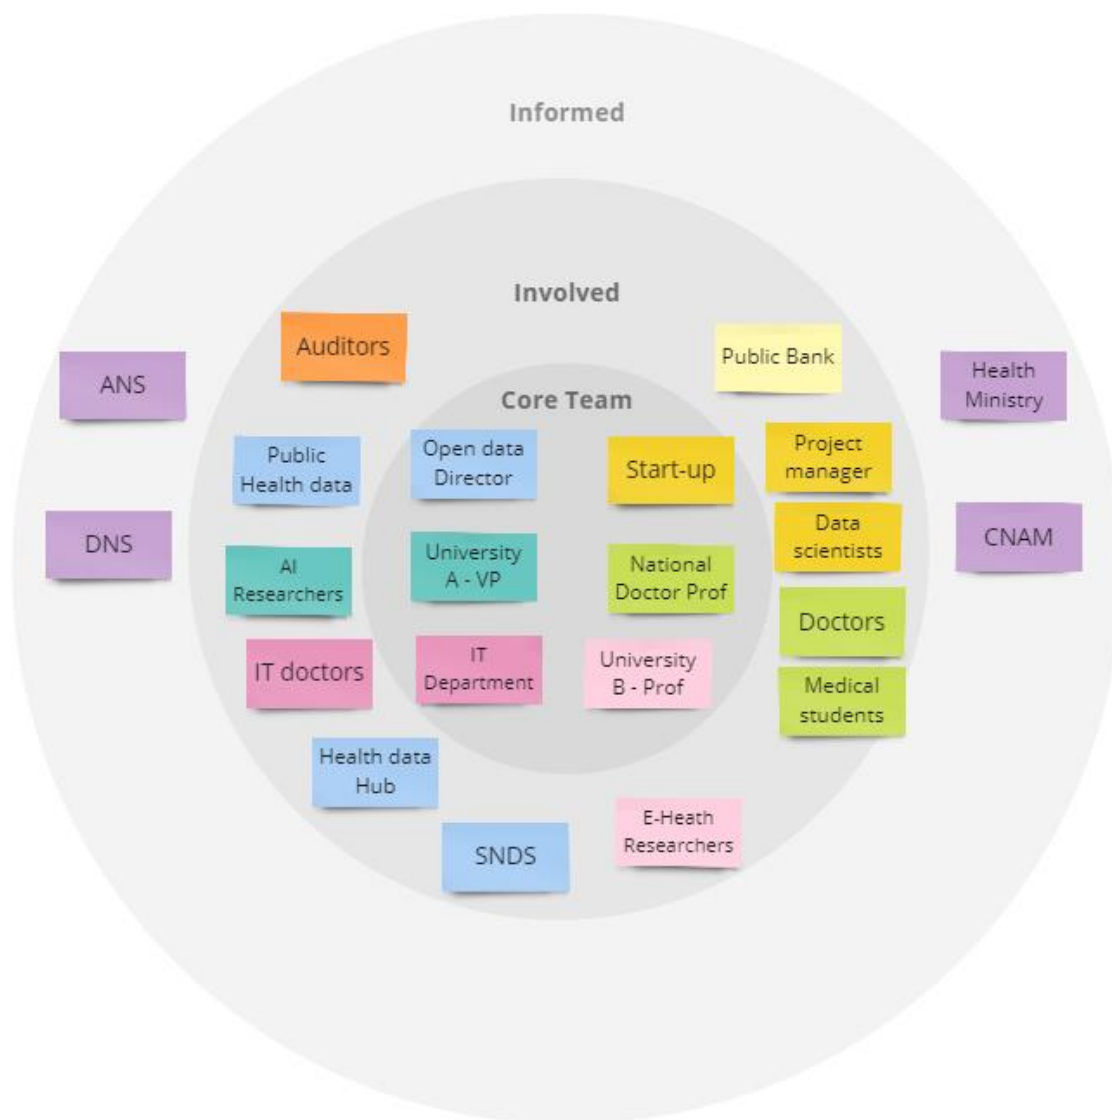 Informed
Involved
Auditors
Public Bank
ANS
Health
Ministry
Core Team
Public
Health data
Open data
Director
Start-up
Project
manager
DNS
AI
Researchers
University
A - VP
National
Doctor Prof
Data
scientists
CNAM
IT doctors
IT
Department
University
B - Prof
Doctors
Medical
students
Health data
Hub
SNDS
E-Heath
Researchers